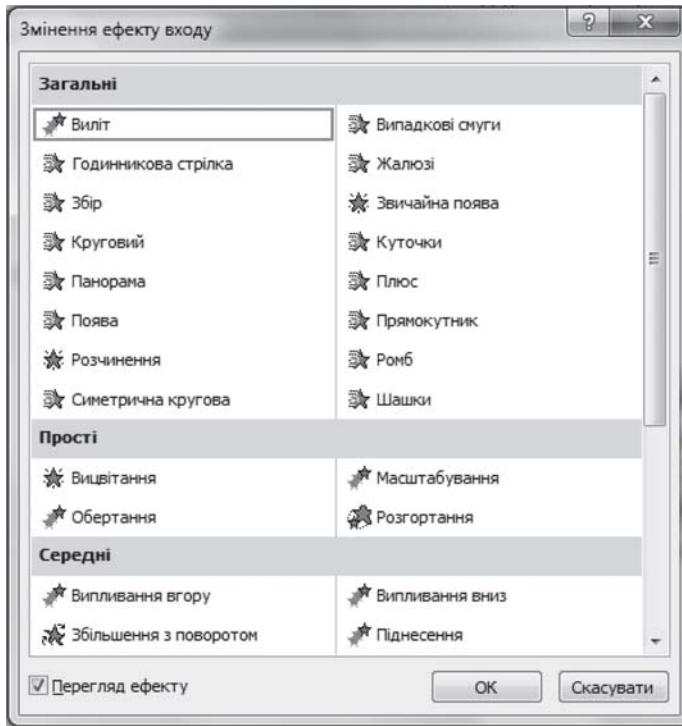 Змінення ефекту входу
Загальні
Виліт
Випадкові смуги
Годинникова стрілка
Жалюзі
Збір
Звичайна поява
Круговий
Куточки
Панорама
Плюс
Поява
Прямокутник
Розчинення
Ромб
Симетрична кругова
Шашки
Прості
Вицвітання
Масштабування
Обертання
Розгортання
Середні
Випливання вгору
Випливання вниз
Збільшення з поворотом
Піднесення
Перегляд ефекту
ОК
Скасувати